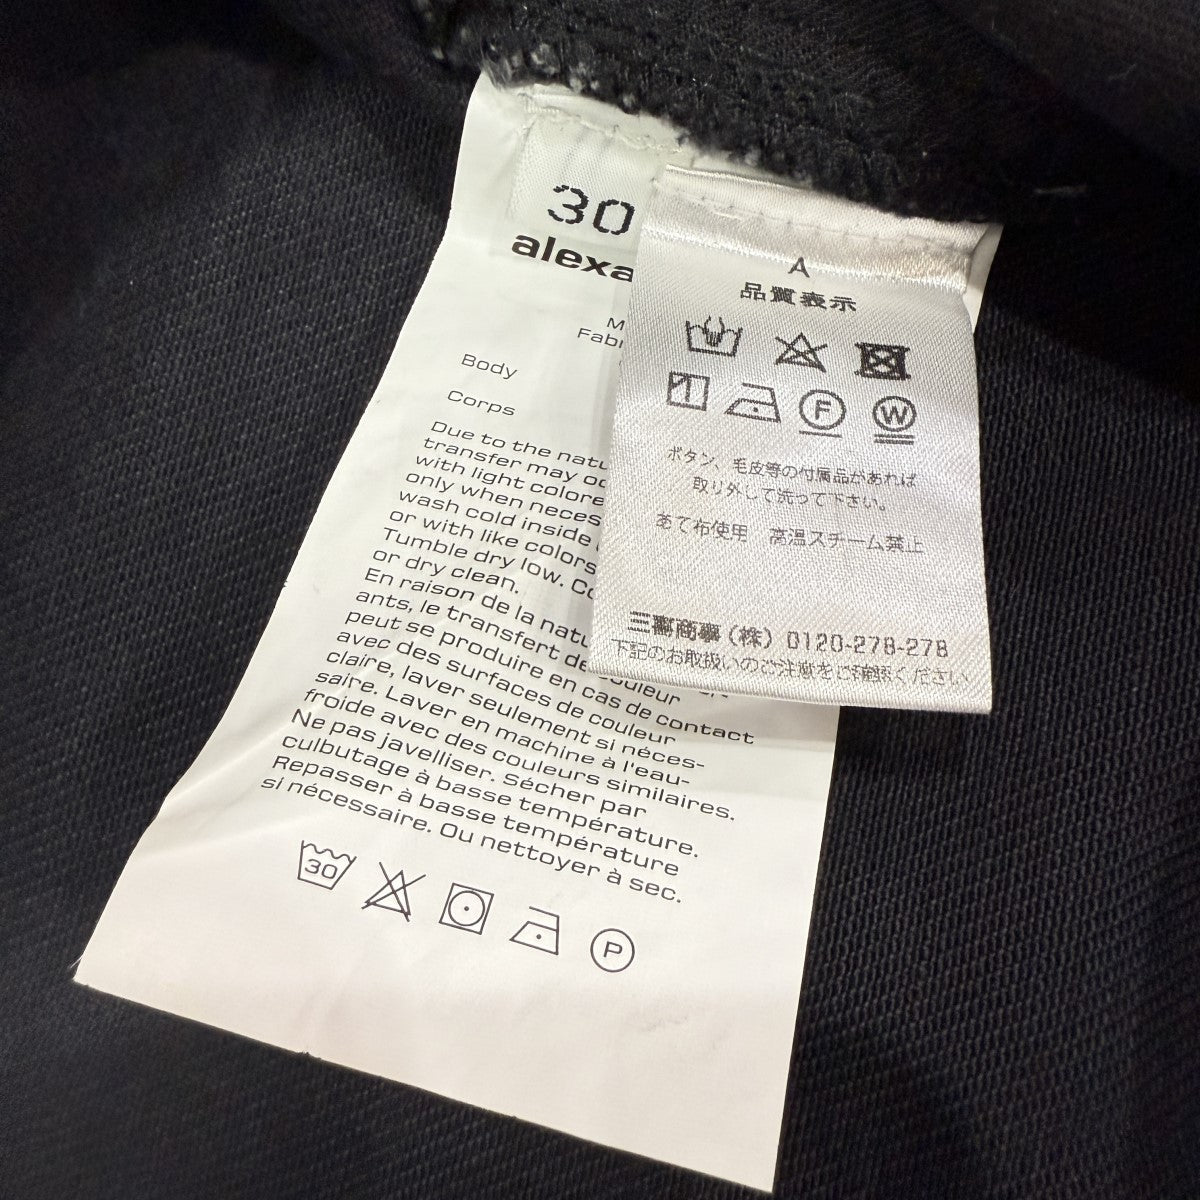 30
alexa
M
Fabr
Body
Corps
Due to the natu
transfer may oc
with light colore
only when neces
wash cold inside
or with like colors
Tumble dry low. Co
or dry clean.
En raison de la natu
ants, le transfert de couleur
peut se produire en cas de contact
avec des surfaces de couleur
claire, laver seulement si néces-
saire. Laver en machine à l'eau-
froide avec des couleurs similaires.
Ne pas javelliser. Sécher par
culbutage à basse température.
Repasser à basse température
si nécessaire. Ou nettoyer à sec.
30
P
A
品質表示
F
W
ボタン、毛皮等の付属品があれば
取り外して洗って下さい。
あて布使用 高温スチーム禁止
三喜商事(株) 0120-278-278
下記のお取扱いのご注意をご確認ください